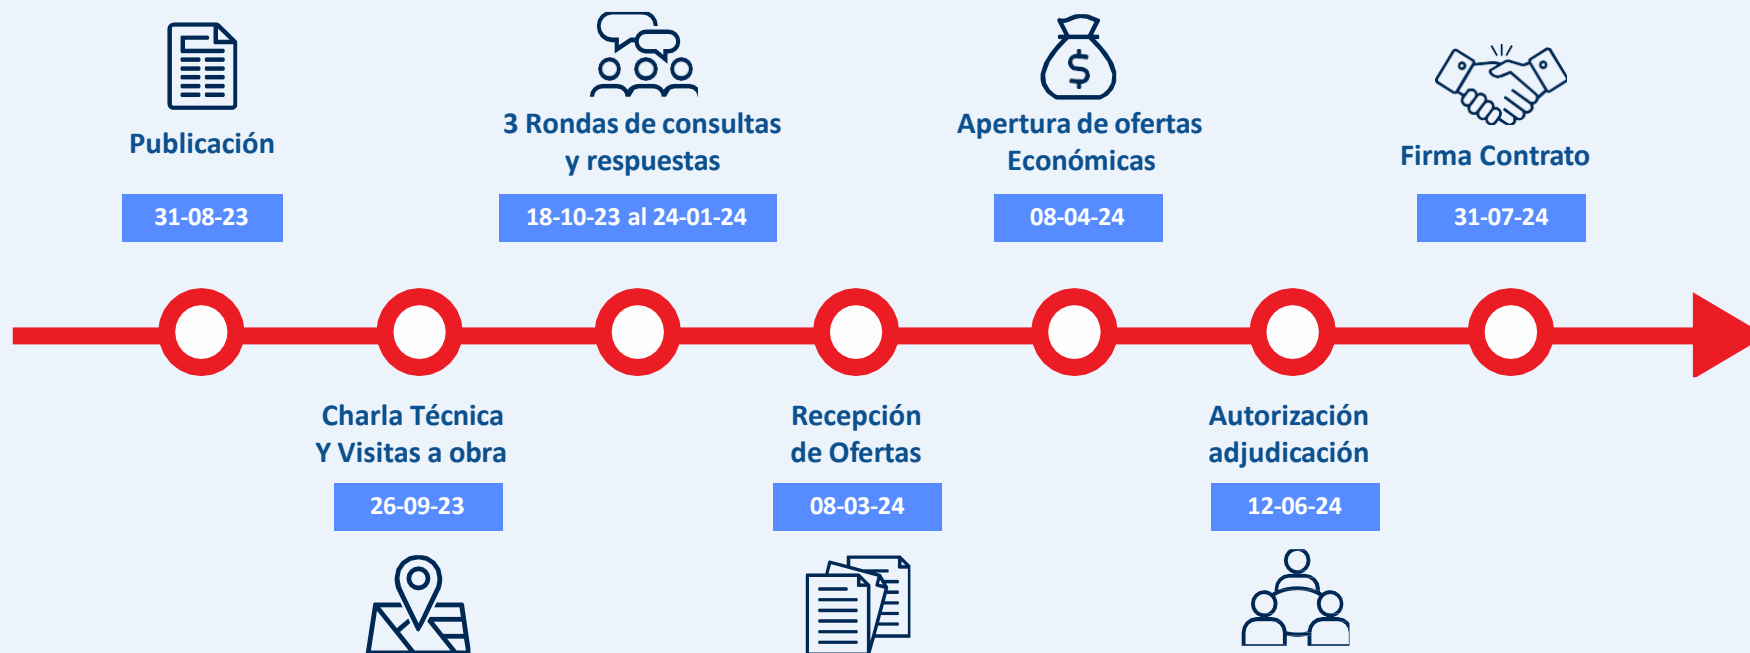 Publicación
31-08-23
3 Rondas de consultas
y respuestas
18-10-23 al 24-01-24
Apertura de ofertas
Económicas
08-04-24
Firma Contrato
31-07-24
Charla Técnica
Y Visitas a obra
26-09-23
Recepción
de Ofertas
08-03-24
Autorización
adjudicación
12-06-24
$